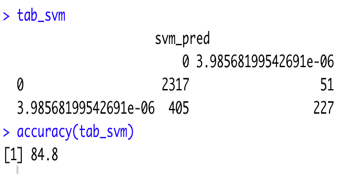 > tab_svm
svm_pred
0 3.98568199542691e-06
0 2317 51
3.98568199542691e-06 405 227
> accuracy(tab_svm)
[1] 84.8